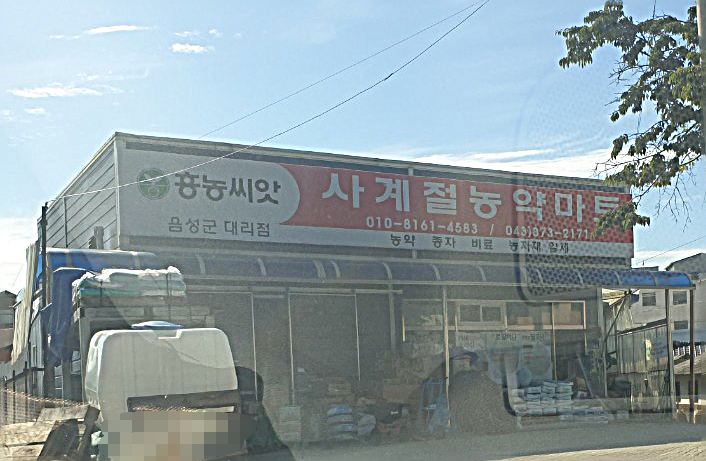 흥농씨앗
음성군 대리점
사계절농약마트
010-8161-4583 / 043)873-2171
농약 종자 비료 농자재 일체